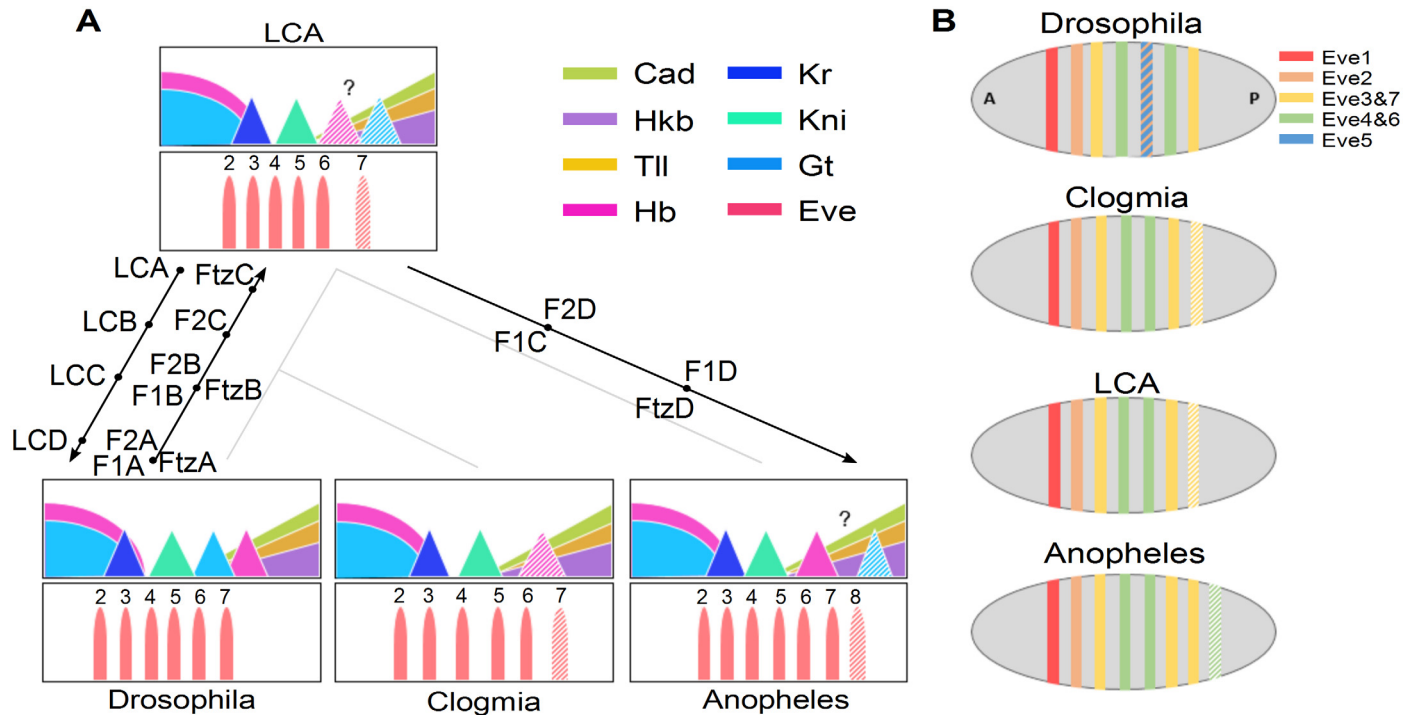 A
LCA
?
2 3 4 5 6 7
Cad
Hkb
Tll
Hb
Kr
Kni
Gt
Eve
LCA
LCB
LCC
LCD
FtzC
F2C
F2B
F1B
FtzB
F2A
F1A
FtzA
F2D
F1C
F1D
FtzD
2 3 4 5 6 7
Drosophila
2 3 4 5 6 7
Clogmia
?
2 3 4 5 6 7 8
Anopheles
B
Drosophila
A
P
Eve1
Eve2
Eve3&7
Eve4&6
Eve5
Clogmia
LCA
Anopheles